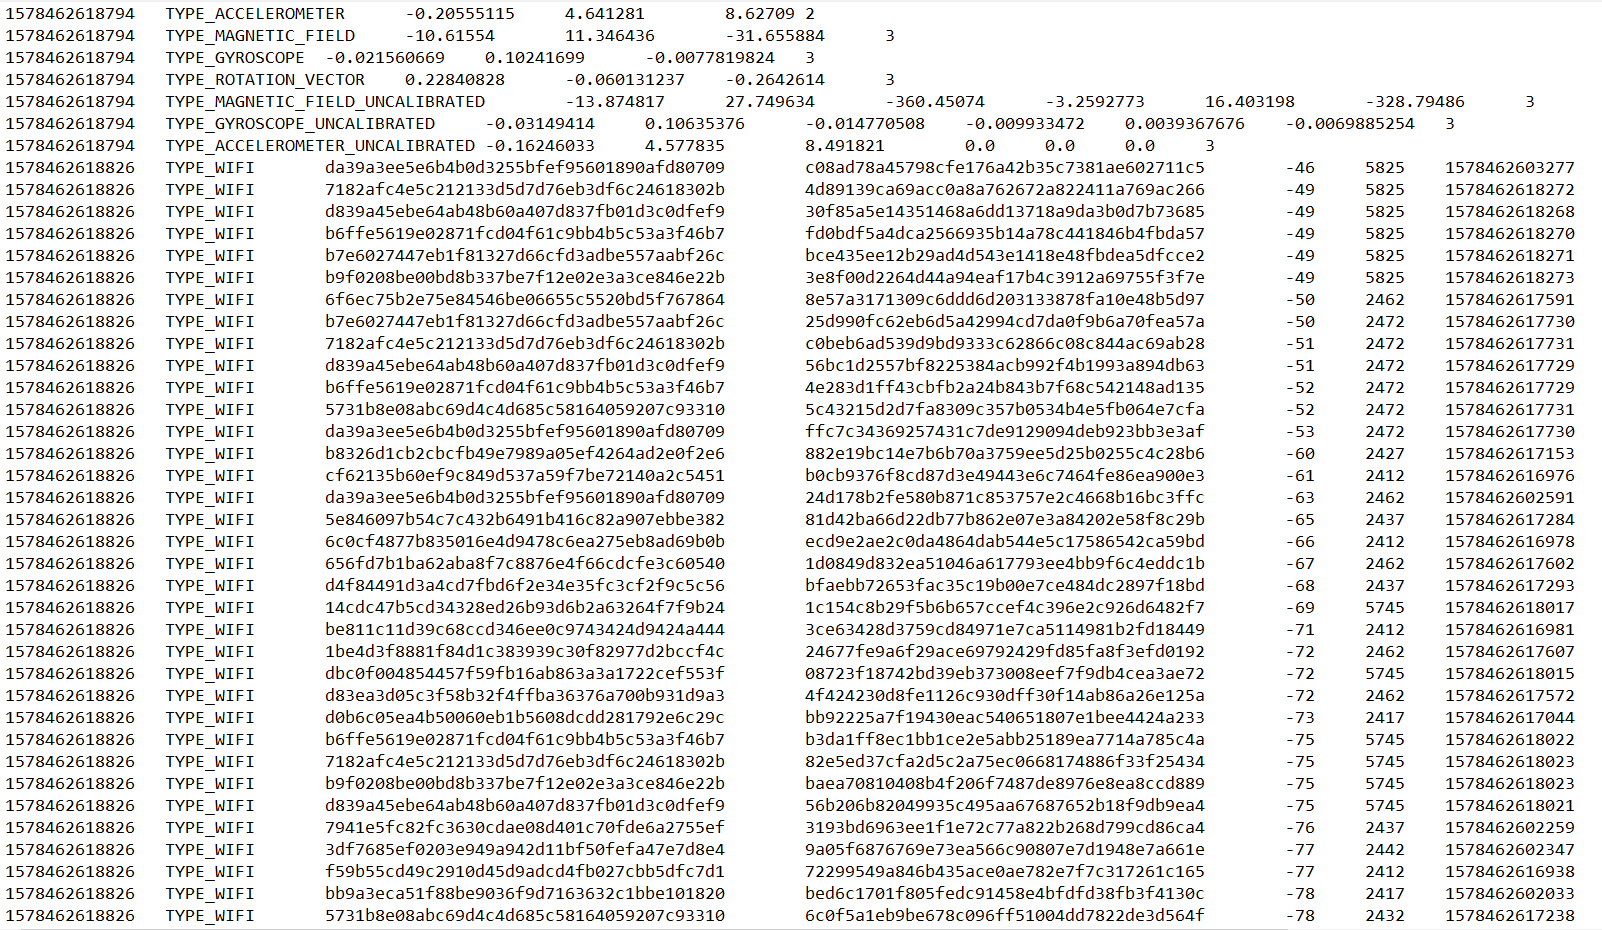 1578462618794	TYPE_ACCELEROMETER	-0.20555115	4.641281	8.62709	2
1578462618794	TYPE_MAGNETIC_FIELD	-10.61554	11.346436	-31.655884	3
1578462618794	TYPE_GYROSCOPE	-0.021560669	0.10241699	-0.0077819824	3
1578462618794	TYPE_ROTATION_VECTOR	0.22840828	-0.060131237	-0.2642614	3
1578462618794	TYPE_MAGNETIC_FIELD_UNCALIBRATED	-13.874817	27.749634	-360.45074	-3.2592773	16.403198	-328.79486	3
1578462618794	TYPE_GYROSCOPE_UNCALIBRATED	-0.03149414	0.10635376	-0.014770508	-0.009933472	0.0039367676	-0.0069885254	3
1578462618794	TYPE_ACCELEROMETER_UNCALIBRATED	-0.16246033	4.577835	8.491821	0.0	0.0	0.0	3
1578462618826	TYPE_WIFI	da39a3ee5e6b4b0d3255bfef95601890afd80709	c08ad78a45798cfe176a42b35c7381ae602711c5	-46	5825	1578462603277
1578462618826	TYPE_WIFI	7182afc4e5c212133d5d7d76eb3df6c24618302b	4d89139ca69acc0a8a762672a822411a769ac266	-49	5825	1578462618272
1578462618826	TYPE_WIFI	d839a45ebe64ab48b60a407d837fb01d3c0dfef9	30f85a5e14351468a6dd13718a9da3b0d7b73685	-49	5825	1578462618268
1578462618826	TYPE_WIFI	b6ffe5619e02871fcd04f61c9bb4b5c53a3f46b7	fd0bdf5a4dca2566935b14a78c441846b4fbda57	-49	5825	1578462618270
1578462618826	TYPE_WIFI	b7e6027447eb1f81327d66cfd3adbe557aabf26c	bce435ee12b29ad4d543e1418e48fbdea5dfcce2	-49	5825	1578462618271
1578462618826	TYPE_WIFI	b9f0208be00bd8b337be7f12e02e3a3ce846e22b	3e8f00d2264d44a94eaf17b4c3912a69755f3f7e	-49	5825	1578462618273
1578462618826	TYPE_WIFI	6f6ec75b2e75e84546be06655c5520bd5f767864	8e57a3171309c6ddd6d203133878fa10e48b5d97	-50	2462	1578462617591
1578462618826	TYPE_WIFI	b7e6027447eb1f81327d66cfd3adbe557aabf26c	25d990fc62eb6d5a42994cd7da0f9b6a70fea57a	-50	2472	1578462617730
1578462618826	TYPE_WIFI	7182afc4e5c212133d5d7d76eb3df6c24618302b	c0beb6ad539d9bd9333c62866c08c844ac69ab28	-51	2472	1578462617731
1578462618826	TYPE_WIFI	d839a45ebe64ab48b60a407d837fb01d3c0dfef9	56bc1d2557bf8225384acb992f4b1993a894db63	-51	2472	1578462617729
1578462618826	TYPE_WIFI	b6ffe5619e02871fcd04f61c9bb4b5c53a3f46b7	4e283d1ff43cbfb2a24b843b7f68c542148ad135	-52	2472	1578462617729
1578462618826	TYPE_WIFI	5731b8e08abc69d4c4d685c58164059207c93310	5c43215d2d7fa8309c357b0534b4e5fb064e7cfa	-52	2472	1578462617731
1578462618826	TYPE_WIFI	da39a3ee5e6b4b0d3255bfef95601890afd80709	ffc7c34369257431c7de9129094deb923bb3e3af	-53	2472	1578462617730
1578462618826	TYPE_WIFI	b8326d1cb2cbcfb49e7989a05ef4264ad2e0f2e6	882e19bc14e7b6b70a3759ee5d25b0255c4c28b6	-60	2427	1578462617153
1578462618826	TYPE_WIFI	cf62135b60ef9c849d537a59f7be72140a2c5451	b0cb9376f8cd87d3e49443e6c7464fe86ea900e3	-61	2412	1578462616976
1578462618826	TYPE_WIFI	da39a3ee5e6b4b0d3255bfef95601890afd80709	24d178b2fe580b871c853757e2c4668b16bc3ffc	-63	2462	1578462602591
1578462618826	TYPE_WIFI	5e846097b54c7c432b6491b416c82a907ebbe382	81d42ba66d22db77b862e07e3a84202e58f8c29b	-65	2437	1578462617284
1578462618826	TYPE_WIFI	6c0cf4877b835016e4d9478c6ea275eb8ad69b0b	ecd9e2ae2c0da4864dab544e5c17586542ca59bd	-66	2412	1578462616978
1578462618826	TYPE_WIFI	656fd7b1ba62aba8f7c8876e4f66cdcfe3c60540	1d0849d832ea51046a617793ee4bb9f6c4eddc1b	-67	2462	1578462617602
1578462618826	TYPE_WIFI	d4f84491d3a4cd7fbd6f2e34e35fc3cf2f9c5c56	bfaebb72653fac35c19b00e7ce484dc2897f18bd	-68	2437	1578462617293
1578462618826	TYPE_WIFI	14cdc47b5cd34328ed26b93d6b2a63264f7f9b24	1c154c8b29f5b6b657ccef4c396e2c926d6482f7	-69	5745	1578462618017
1578462618826	TYPE_WIFI	be811c11d39c68ccd346ee0c9743424d9424a444	3ce63428d3759cd84971e7ca5114981b2fd18449	-71	2412	1578462616981
1578462618826	TYPE_WIFI	1be4d3f8881f84d1c383939c30f82977d2bccf4c	24677fe9a6f29ace69792429fd85fa8f3efd0192	-72	2462	1578462617607
1578462618826	TYPE_WIFI	dbc0f004854457f59fb16ab863a3a1722cef553f	08723f18742bd39eb373008eef7f9db4cea3ae72	-72	5745	1578462618015
1578462618826	TYPE_WIFI	d83ea3d05c3f58b32f4ffba36376a700b931d9a3	4f424230d8fe1126c930dff30f14ab86a26e125a	-72	2462	1578462617572
1578462618826	TYPE_WIFI	d0b6c05ea4b50060eb1b5608dcdd281792e6c29c	bb92225a7f19430eac540651807e1bee4424a233	-73	2417	1578462617044
1578462618826	TYPE_WIFI	b6ffe5619e02871fcd04f61c9bb4b5c53a3f46b7	b3da1ff8ec1bb1ce2e5abb25189ea7714a785c4a	-75	5745	1578462618022
1578462618826	TYPE_WIFI	7182afc4e5c212133d5d7d76eb3df6c24618302b	82e5ed37cfa2d5c2a75ec0668174886f33f25434	-75	5745	1578462618023
1578462618826	TYPE_WIFI	b9f0208be00bd8b337be7f12e02e3a3ce846e22b	baea70810408b4f206f7487de8976e8ea8ccd889	-75	5745	1578462618023
1578462618826	TYPE_WIFI	d839a45ebe64ab48b60a407d837fb01d3c0dfef9	56b206b82049935c495aa67687652b18f9db9ea4	-75	5745	1578462618021
1578462618826	TYPE_WIFI	7941e5fc82fc3630cdae08d401c70fde6a2755ef	3193bd6963ee1f1e72c77a822b268d799cd86ca4	-76	2437	1578462602259
1578462618826	TYPE_WIFI	3df7685ef0203e949a942d11bf50fefa47e7d8e4	9a05f6876769e73ea566c90807e7d1948e7a661e	-77	2442	1578462602347
1578462618826	TYPE_WIFI	f59b55cd49c2910d45d9adcd4fb027cbb5dfc7d1	72299549a846b435ace0ae782e7f7c317261c165	-77	2412	1578462616938
1578462618826	TYPE_WIFI	bb9a3eca51f88be9036f9d7163632c1bbe101820	bed6c1701f805fedc91458e4bfdfd38fb3f4130c	-78	2417	1578462602033
1578462618826	TYPE_WIFI	5731b8e08abc69d4c4d685c58164059207c93310	6c0f5a1eb9be678c096ff51004dd7822de3d564f	-78	2432	1578462617238